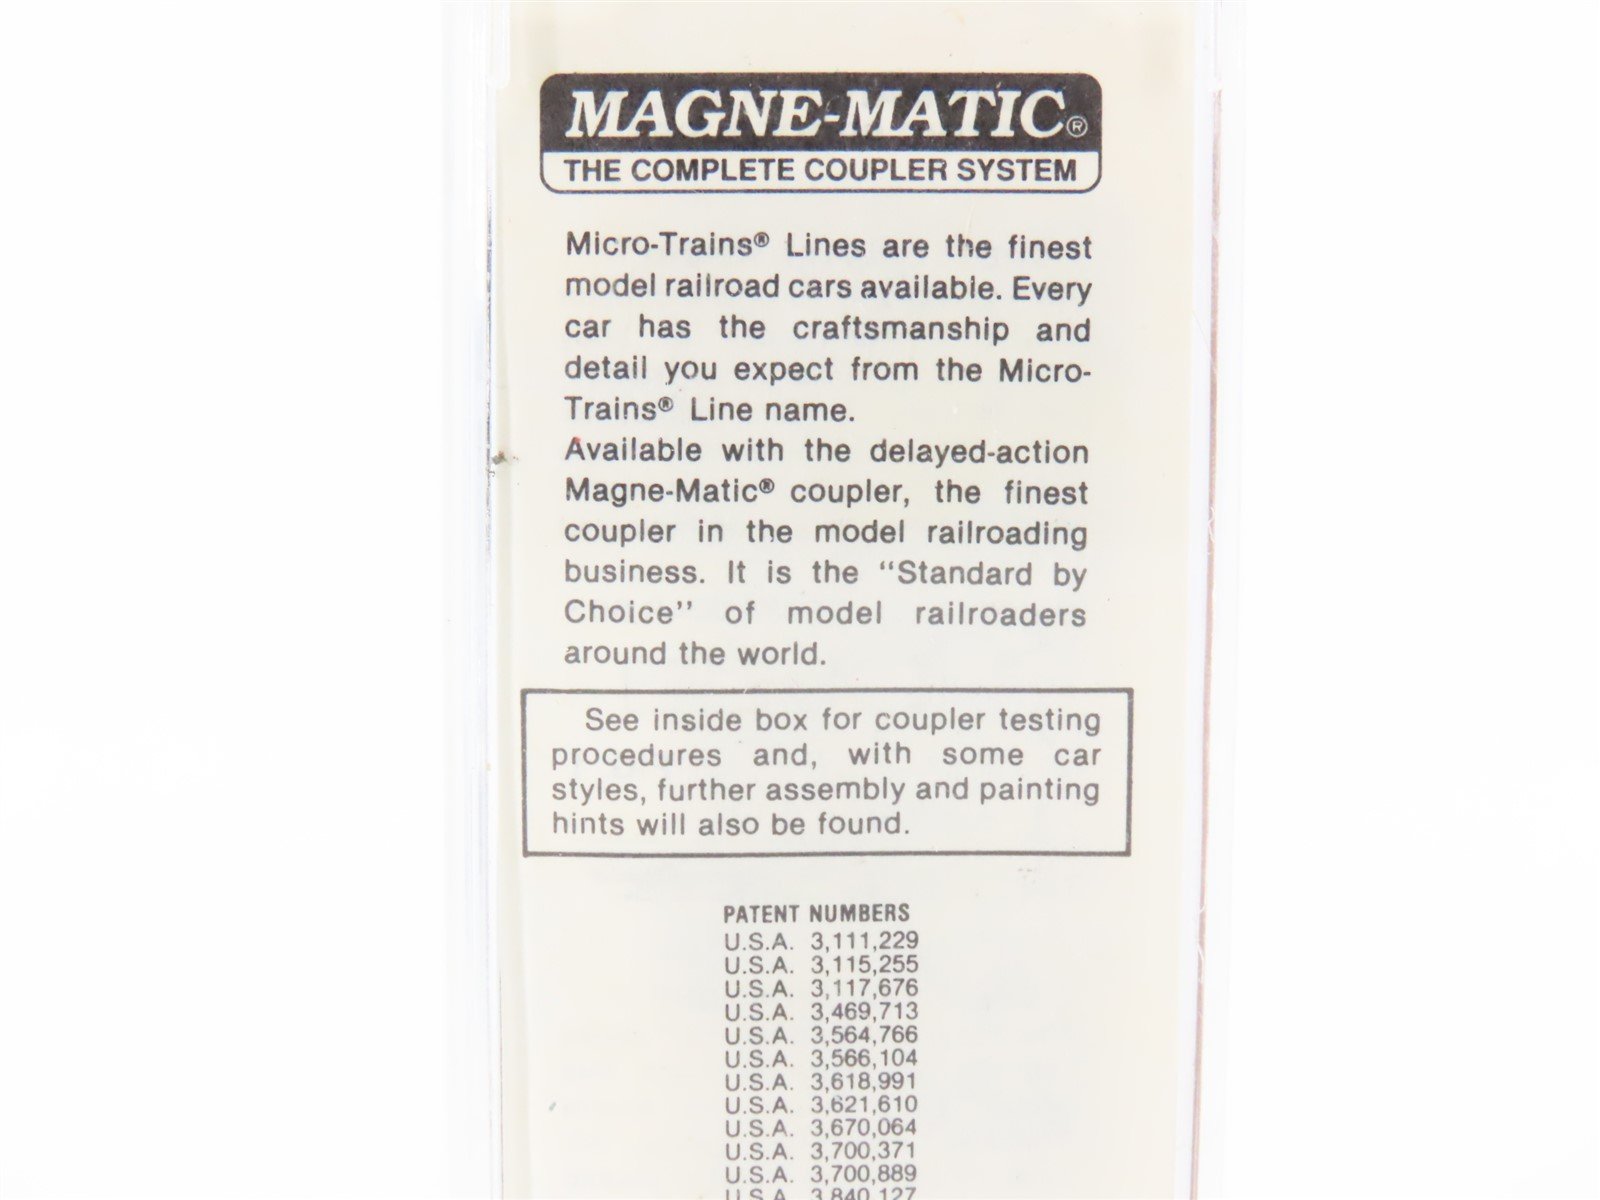 MAGNE-MATIC®
THE COMPLETE COUPLER SYSTEM
Micro-Trains® Lines are the finest
model railroad cars available. Every
car has the craftsmanship and
detail you expect from the Micro-
Trains® Line name.
Available with the delayed-action
Magne-Matic® coupler, the finest
coupler in the model railroading
business. It is the “Standard by
Choice” of model railroaders
around the world.
See inside box for coupler testing
procedures and, with some car
styles, further assembly and painting
hints will also be found.
PATENT NUMBERS
U.S.A. 3,111,229
U.S.A. 3,115,255
U.S.A. 3,117,676
U.S.A. 3,469,713
U.S.A. 3,564,766
U.S.A. 3,566,104
U.S.A. 3,618,991
U.S.A. 3,621,610
U.S.A. 3,670,064
U.S.A. 3,700,371
U.S.A. 3,700,889
U.S.A. 3,840,127